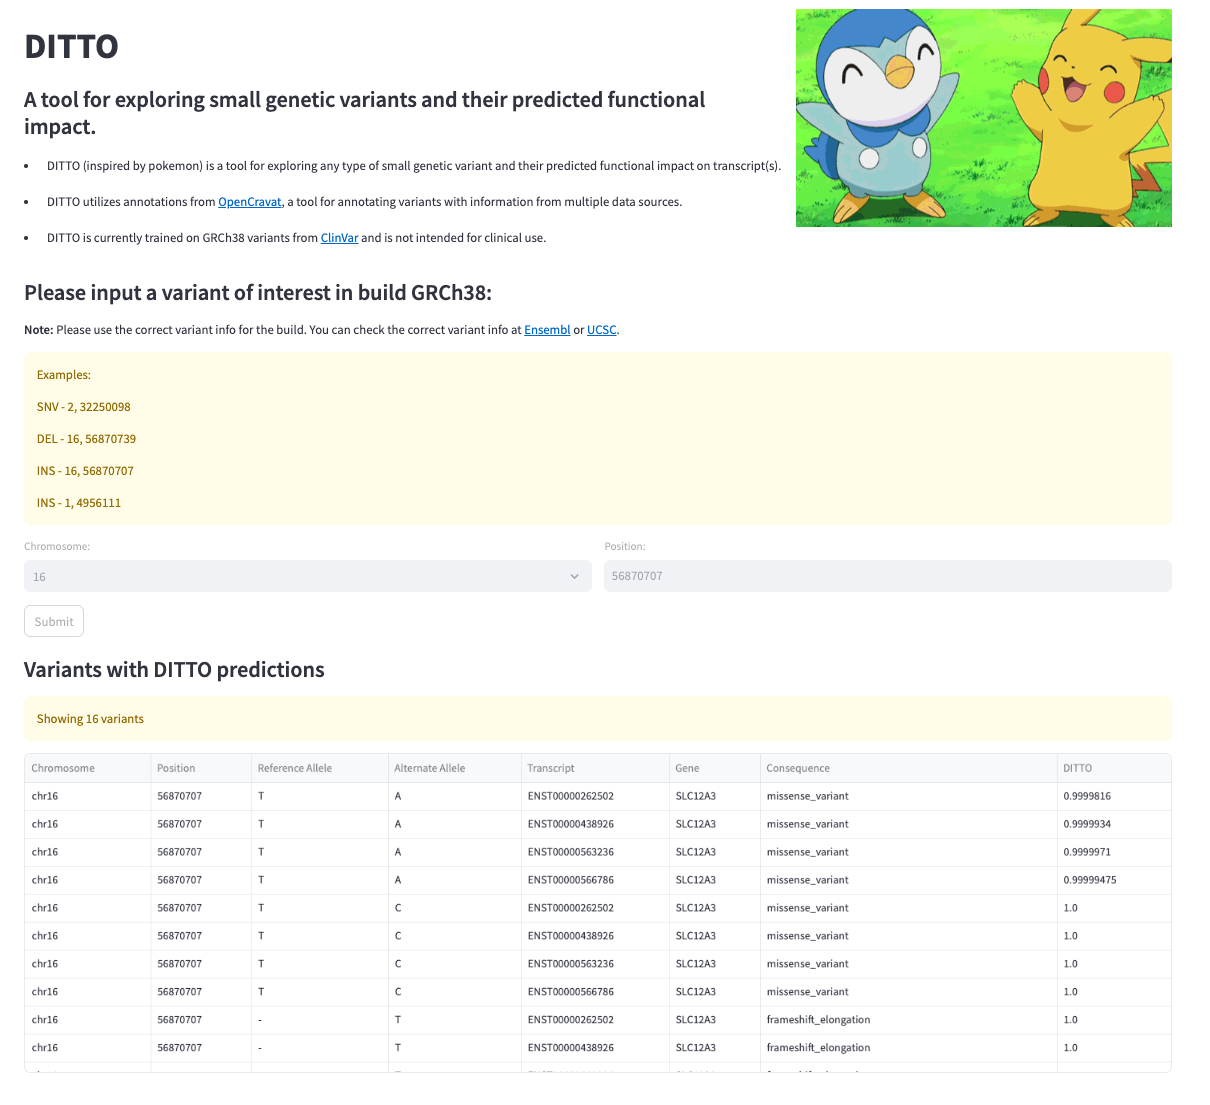 DITTO
A tool for exploring small genetic variants and their predicted functional
impact.
• DITTO (inspired by pokemon) is a tool for exploring any type of small genetic variant and their predicted functional impact on transcript(s).
• DITTO utilizes annotations from OpenCravat, a tool for annotating variants with information from multiple data sources.
• DITTO is currently trained on GRCh38 variants from ClinVar and is not intended for clinical use.
Please input a variant of interest in build GRCh38:
Note: Please use the correct variant info for the build. You can check the correct variant info at Ensembl or UCSC.
Examples:
SNV - 2, 32250098
DEL - 16, 56870739
INS - 16, 56870707
INS - 1, 4956111
Chromosome: Position:
16 56870707
Submit
Variants with DITTO predictions
Showing 16 variants
Chromosome Position Reference Allele Alternate Allele Transcript Gene Consequence DITTO
chr16 56870707 T A ENST00000262502 SLC12A3 missense_variant 0.9999816
chr16 56870707 T A ENST00000438926 SLC12A3 missense_variant 0.9999934
chr16 56870707 T A ENST00000563236 SLC12A3 missense_variant 0.9999971
chr16 56870707 T A ENST00000566786 SLC12A3 missense_variant 0.99999475
chr16 56870707 T C ENST00000262502 SLC12A3 missense_variant 1.0
chr16 56870707 T C ENST00000438926 SLC12A3 missense_variant 1.0
chr16 56870707 T C ENST00000563236 SLC12A3 missense_variant 1.0
chr16 56870707 T C ENST00000566786 SLC12A3 missense_variant 1.0
chr16 56870707 - T ENST00000262502 SLC12A3 frameshift_elongation 1.0
chr16 56870707 - T ENST00000438926 SLC12A3 frameshift_elongation 1.0